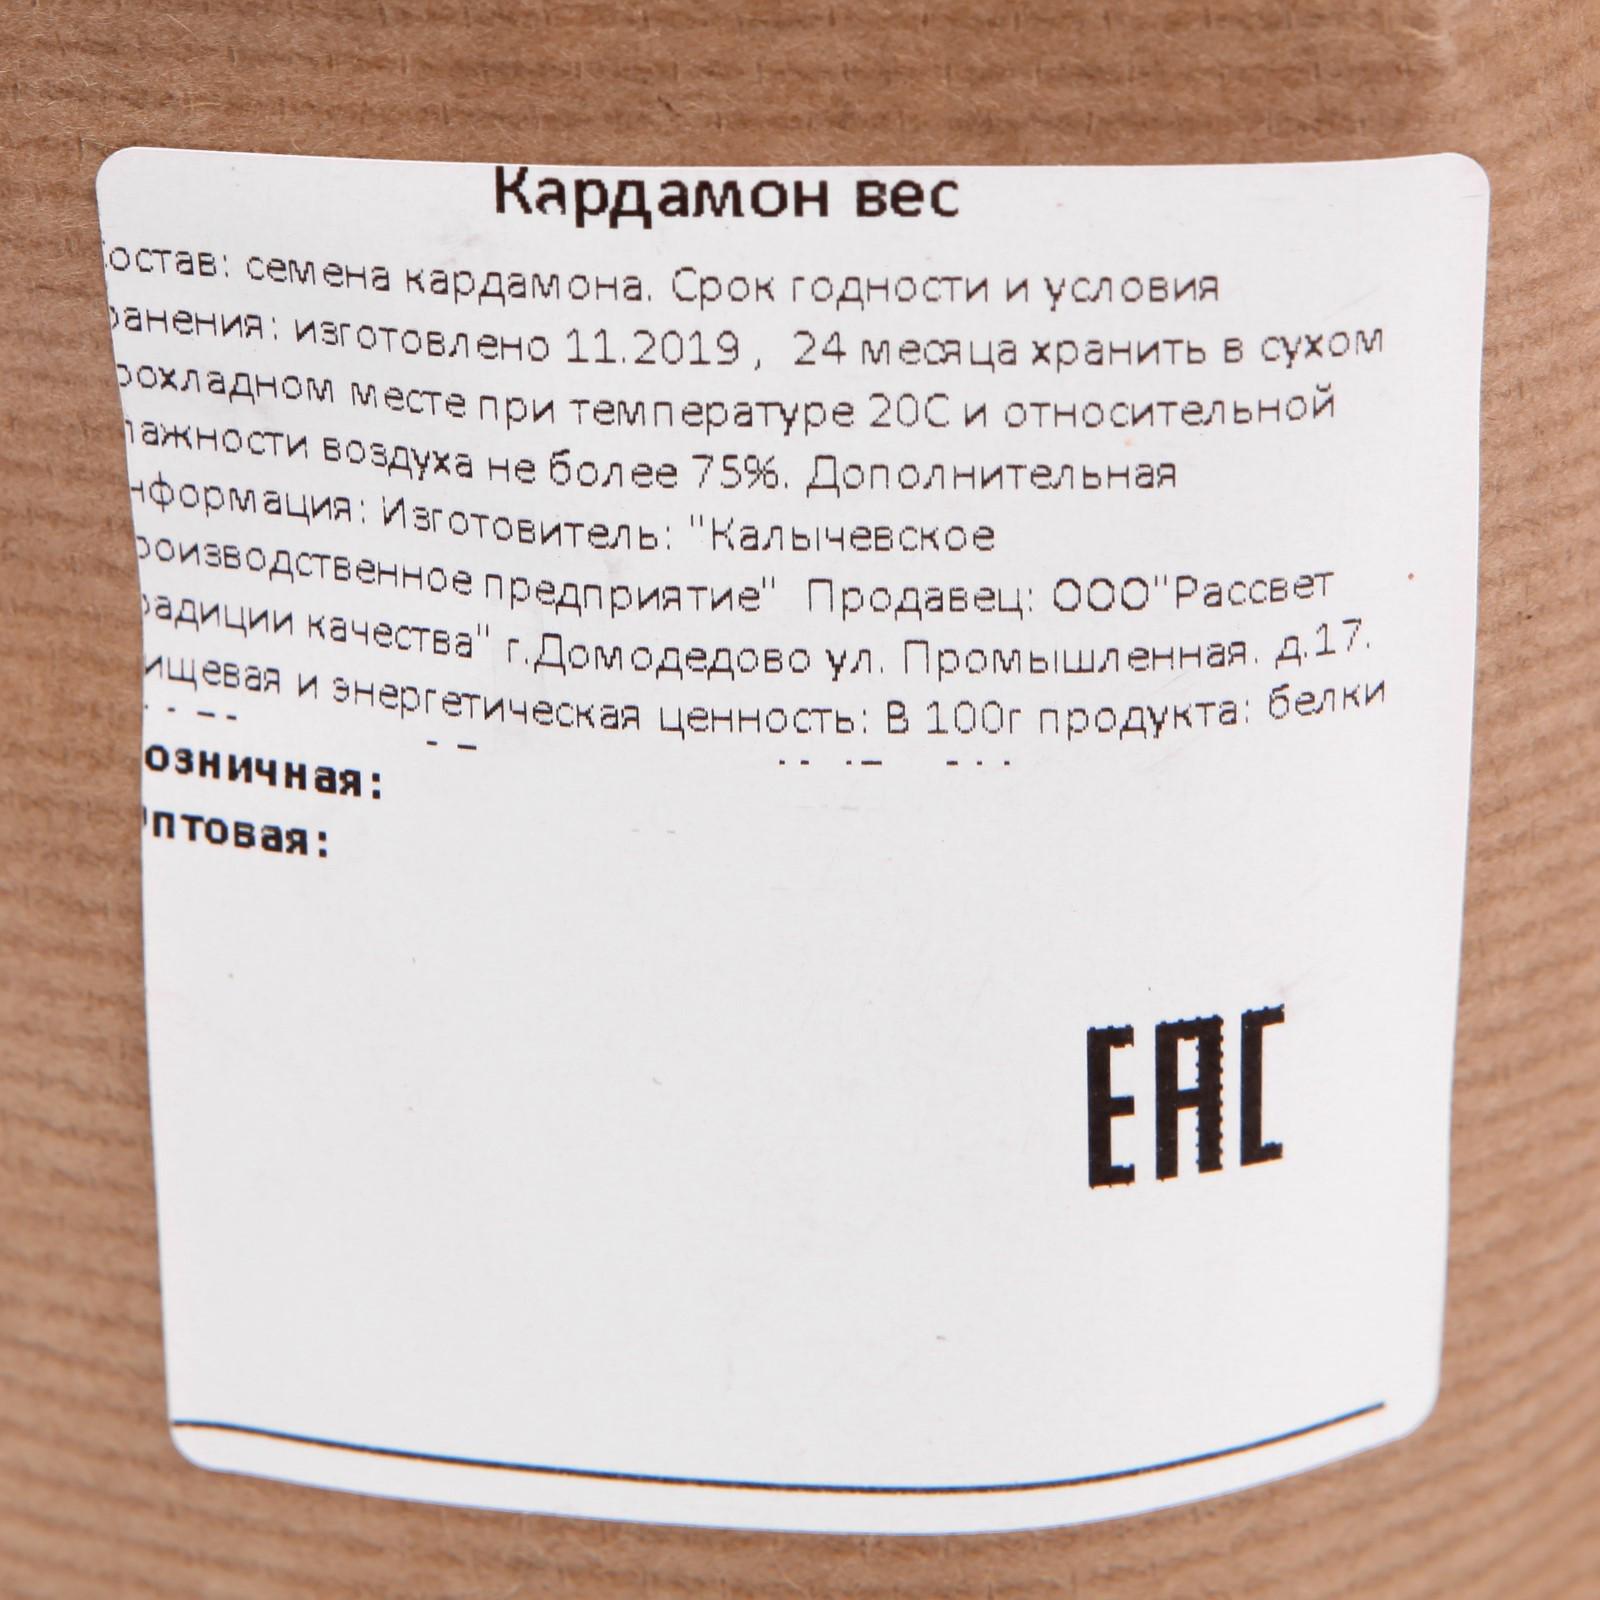 Кардамон вес
остав: семена кардамона. Срок годности и условия
ранения: изготовлено 11.2019 , 24 месяца хранить в сухом
рохладном месте при температуре 20С и относительной
лажности воздуха не более 75%. Дополнительная
нформация: Изготовитель: "Калычевское
роизводственное предприятие" Продавец: ООО"Рассвет
радиции качества" г.Домодедово ул. Промышленная. д.17.
ищевая и энергетическая ценность: В 100г продукта: белки
озничная:
птовая:
ЕАС